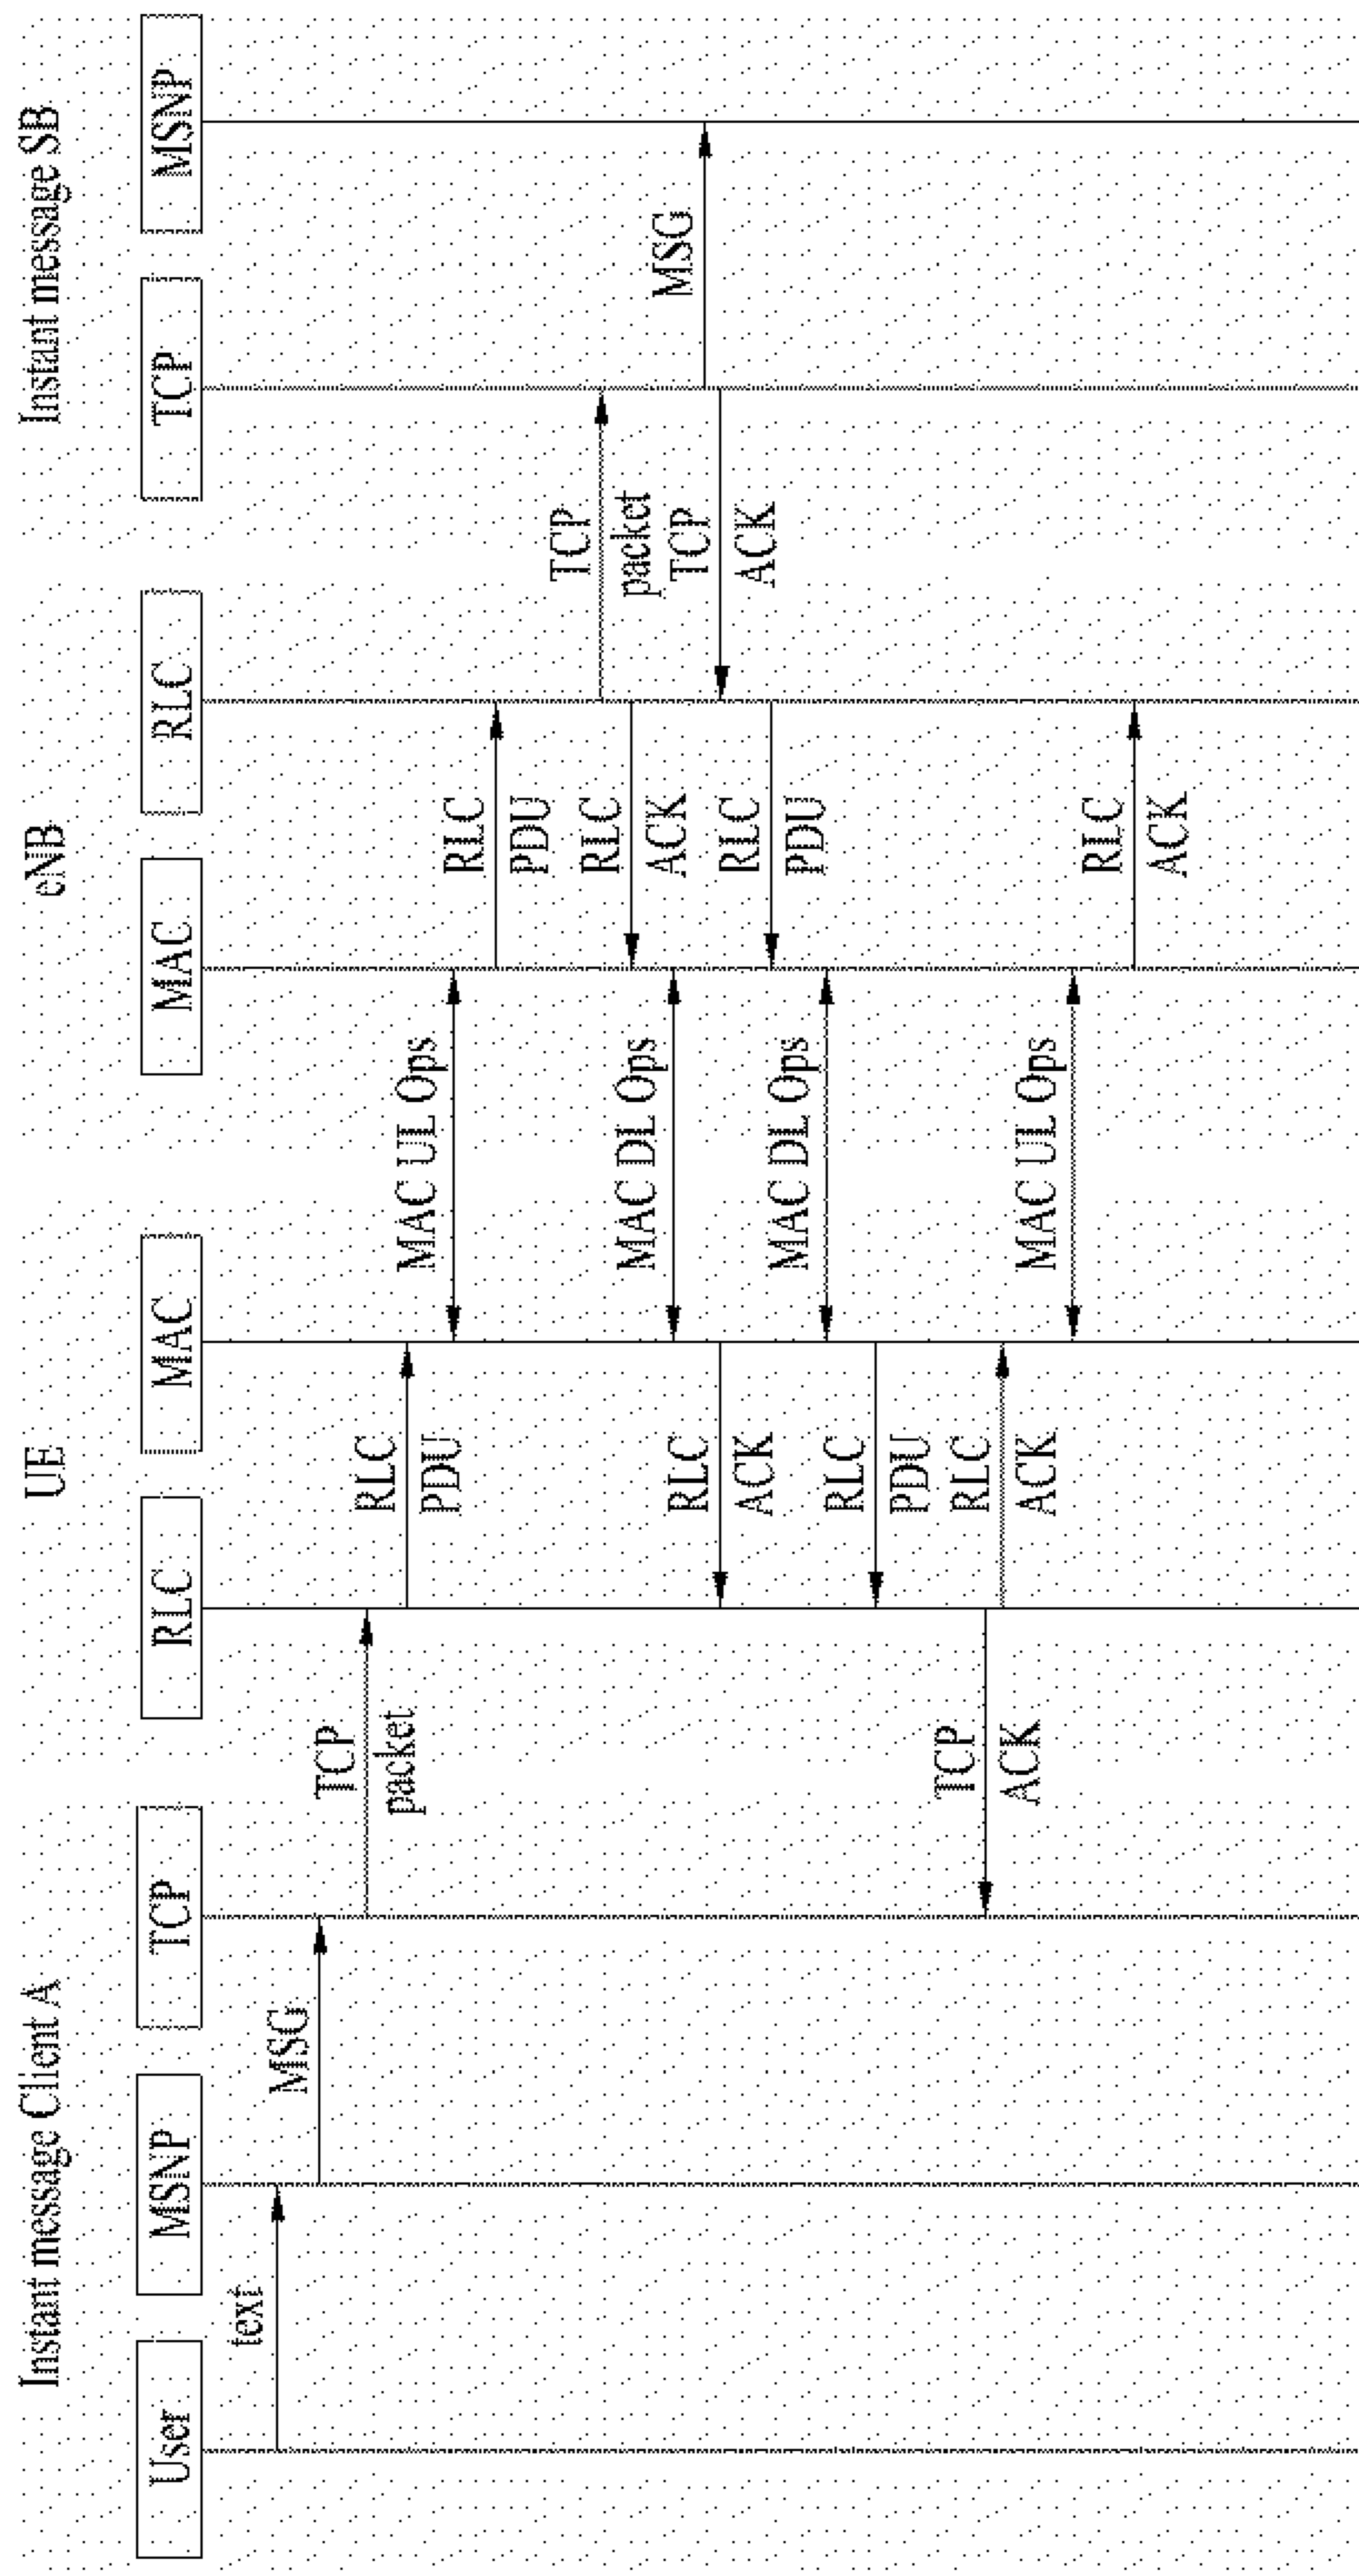 Instant message Client A
UE
eNB
Instant message SB
User
MSNP
TCP
RLC
MAC
MAC
RLC
TCP
MSNP
text
MSG
TCP
packet
RLC
PDU
MAC UL Ops
RLC
PDU
TCP
packet
RLC
ACK
MAC DL Ops
MSG
TCP
ACK
RLC
ACK
RLC
PDU
MAC DL Ops
RLC
PDU
TCP
ACK
RLC
ACK
MAC UL Ops
RLC
ACK